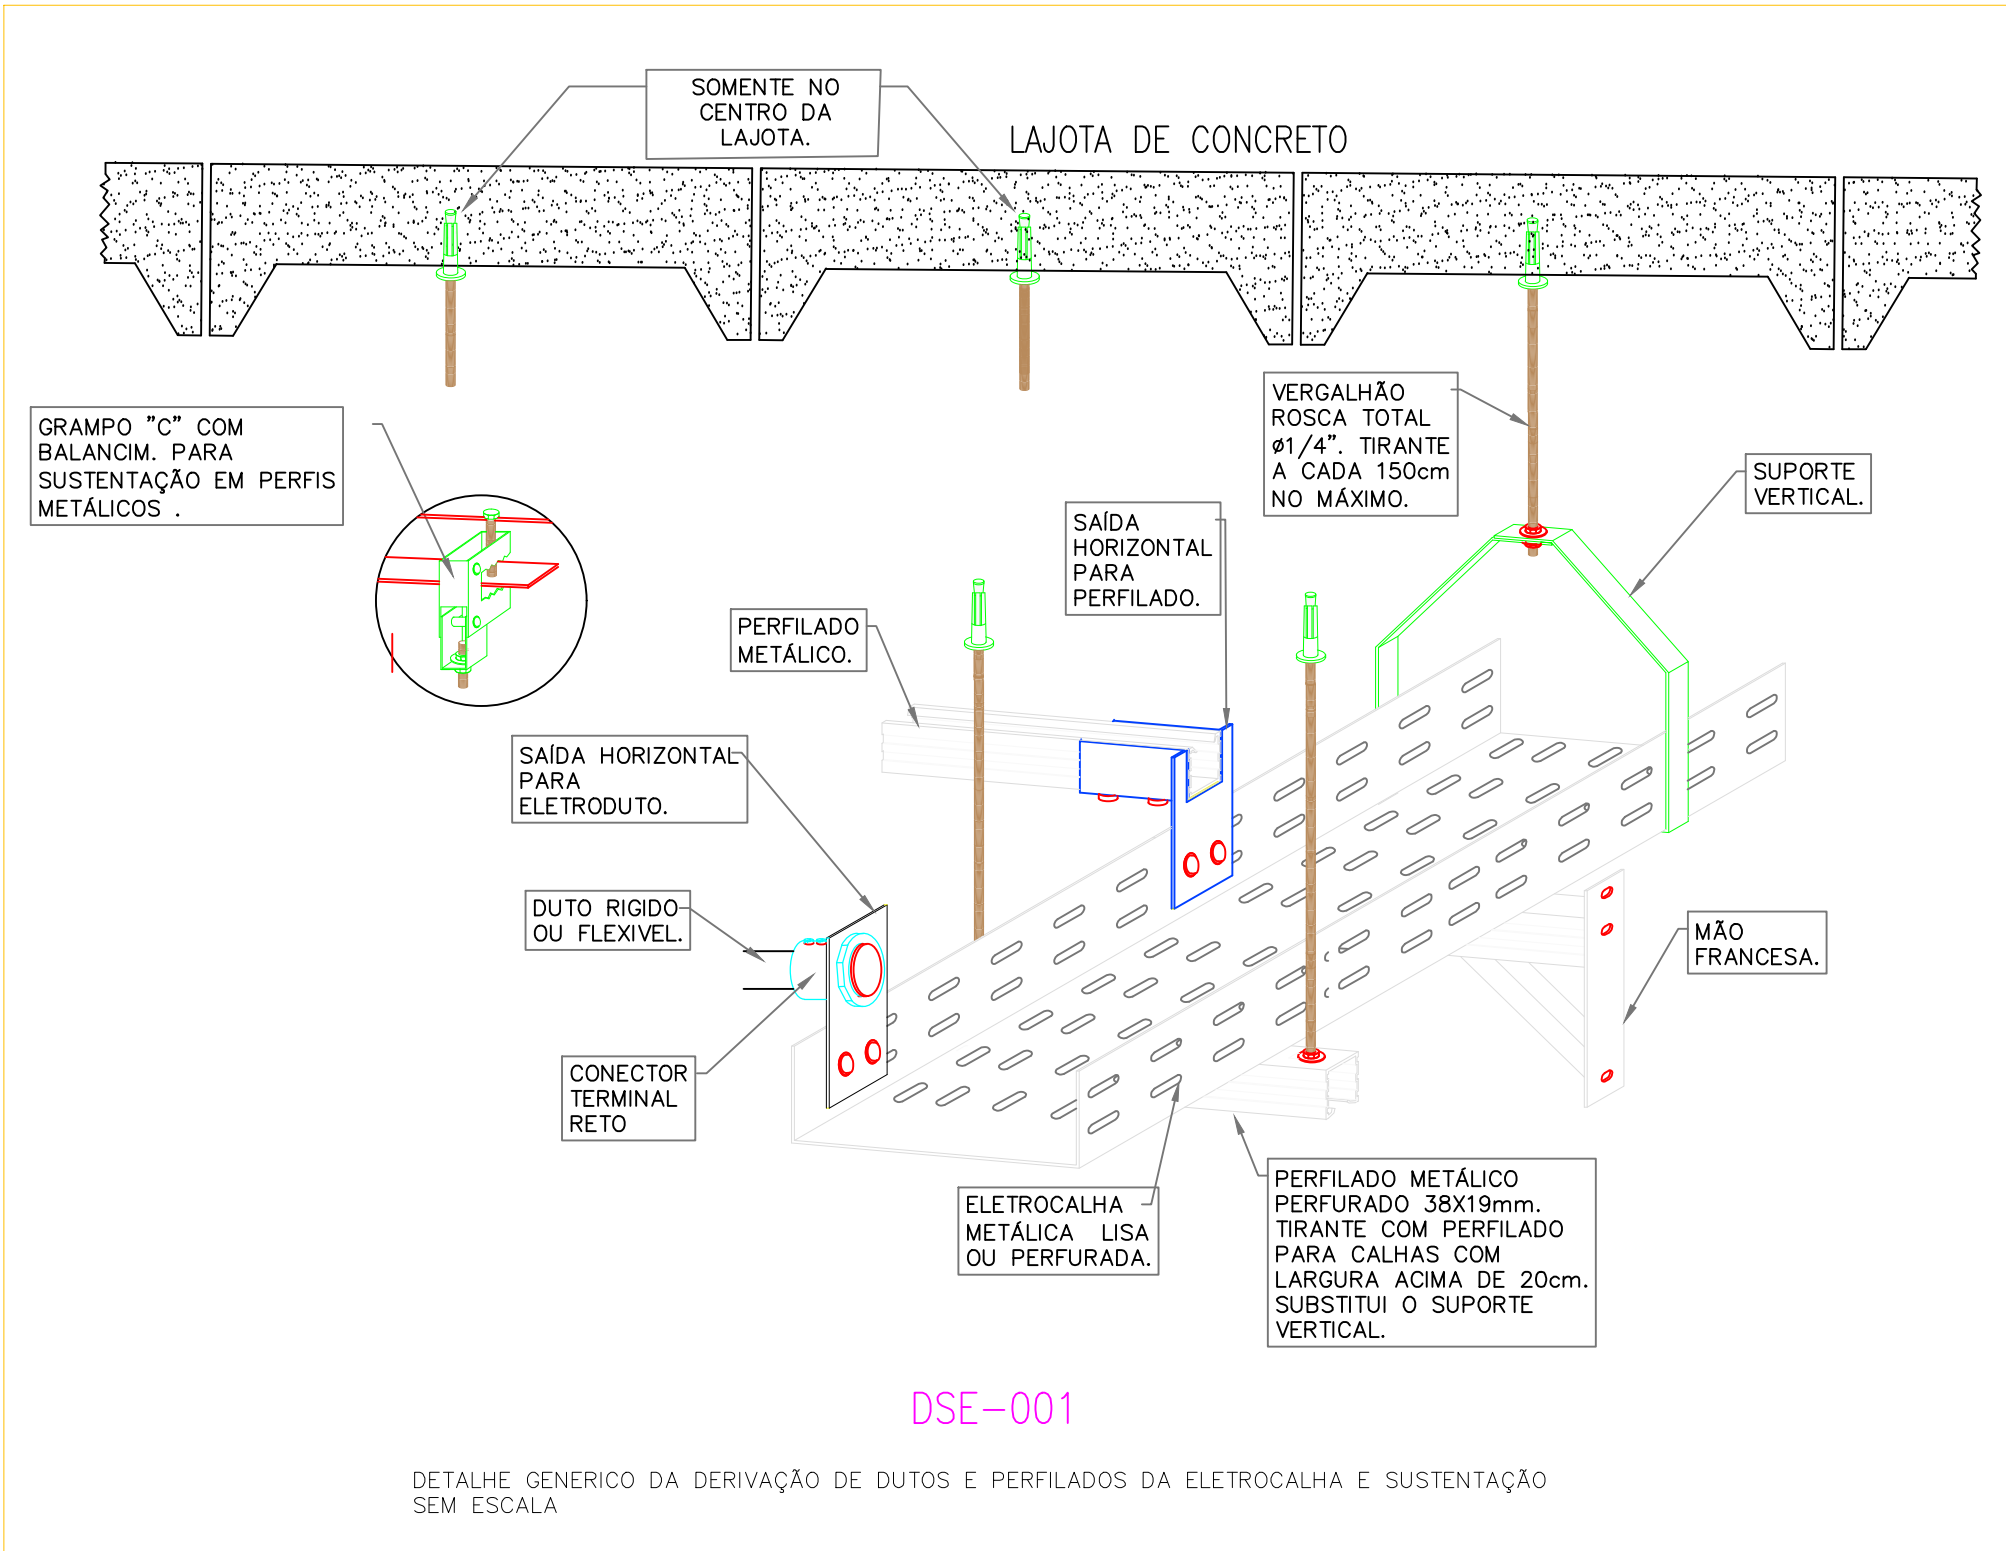 SOMENTE NO
CENTRO DA
LAJOTA.
LAJOTA DE CONCRETO
GRAMPO "C" COM
BALANCIM. PARA
SUSTENTAÇÃO EM PERFIS
METÁLICOS .
VERGALHÃO
ROSCA TOTAL
ø1/4". TIRANTE
A CADA 150cm
NO MÁXIMO.
SUPORTE
VERTICAL.
SAÍDA
HORIZONTAL
PARA
PERFILADO.
PERFILADO
METÁLICO.
SAÍDA HORIZONTAL
PARA
ELETRODUTO.
DUTO RIGIDO
OU FLEXIVEL.
MÃO
FRANCESA.
CONECTOR
TERMINAL
RETO
ELETROCALHA
METÁLICA LISA
OU PERFURADA.
PERFILADO METÁLICO
PERFURADO 38X19mm.
TIRANTE COM PERFILADO
PARA CALHAS COM
LARGURA ACIMA DE 20cm.
SUBSTITUI O SUPORTE
VERTICAL.
DSE-001
DETALHE GENERICO DA DERIVAÇÃO DE DUTOS E PERFILADOS DA ELETROCALHA E SUSTENTAÇÃO
SEM ESCALA